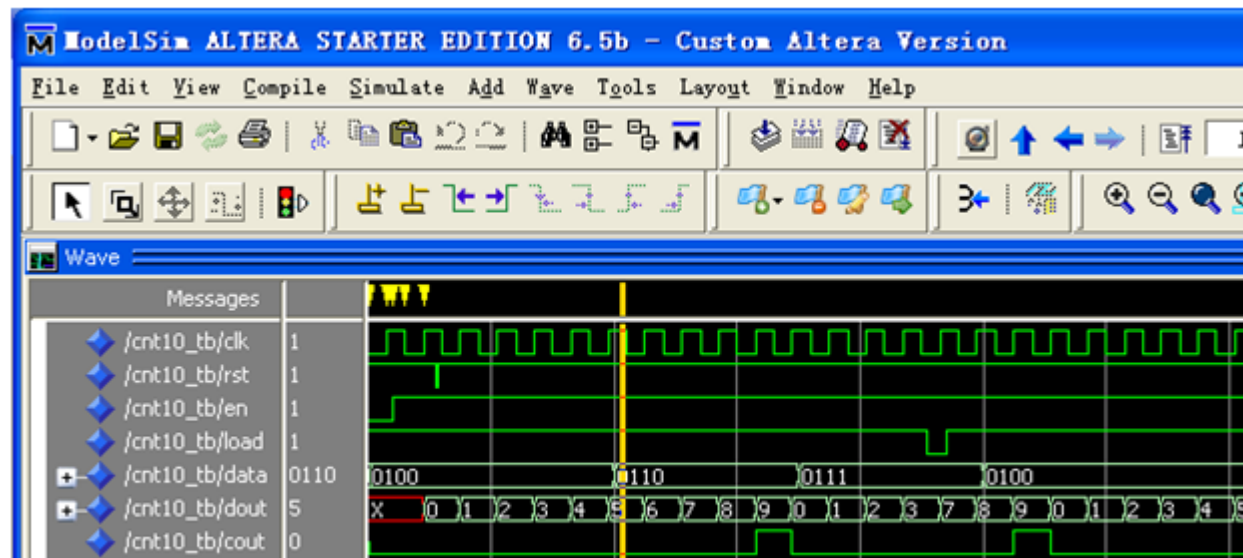 ModelSim ALTERA STARTER EDITION 6.5b - Custom Altera Version
File Edit View Compile Simulate Add Wave Tools Layout Window Help
Wave
Messages
/cnt10_tb/clk 1
/cnt10_tb/rst 1
/cnt10_tb/en 1
/cnt10_tb/load 1
/cnt10_tb/data 0110 0100 0110 0111 0100
/cnt10_tb/dout 5 X 0 1 2 3 4 5 6 7 8 9 0 1 2 3 7 8 9 0 1 2 3 4 5
/cnt10_tb/cout 0